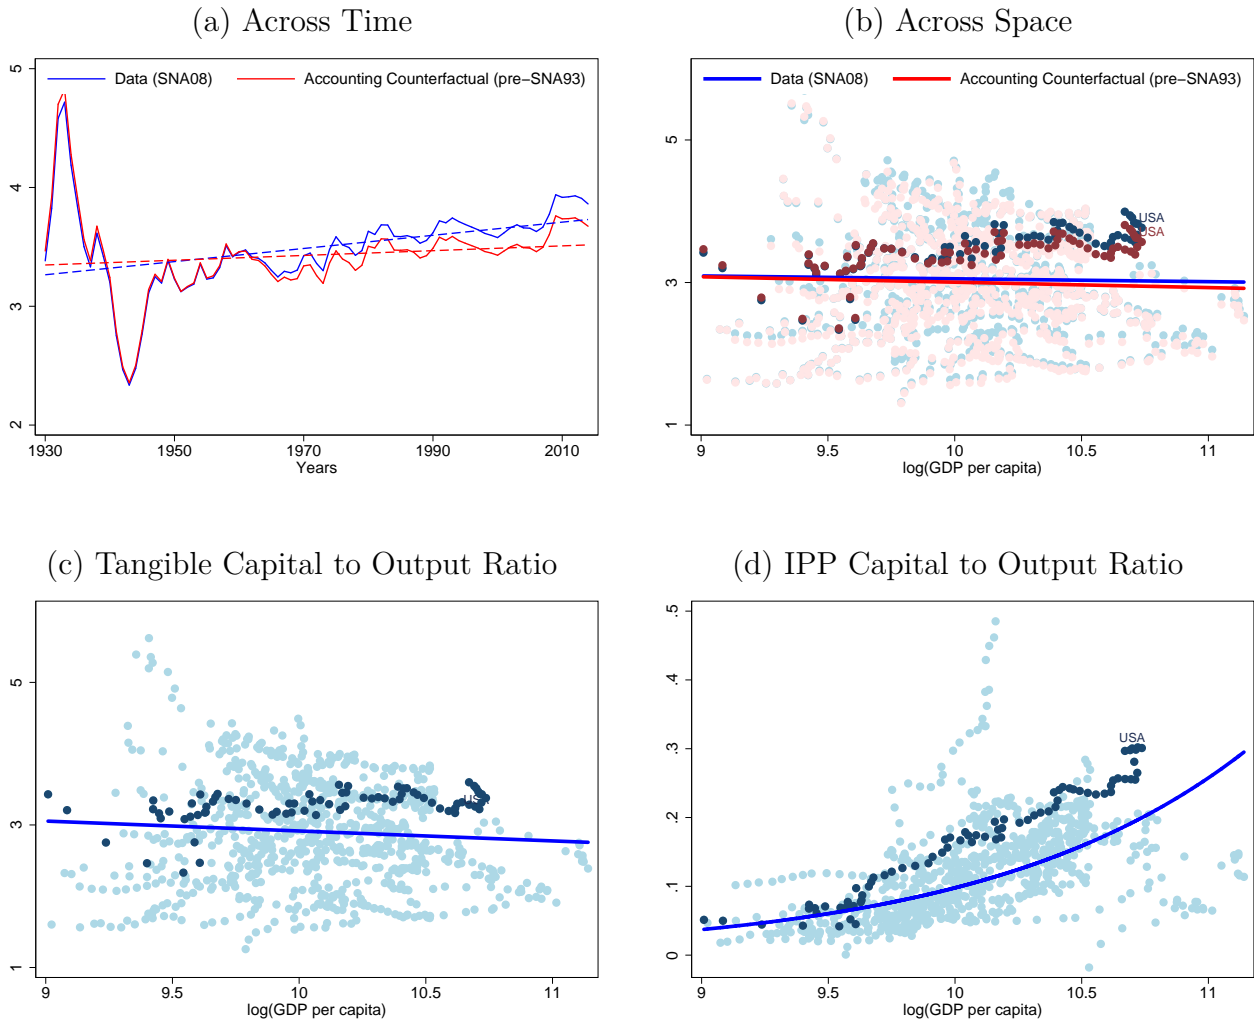 (a) Across Time
5
4
3
2
Data (SNA08)
Accounting Counterfactual (pre−SNA93)
1930
1950
1970
1990
2010
Years
(b) Across Space
5
3
1
Data (SNA08)
Accounting Counterfactual (pre−SNA93)
USA
USA
9
9.5
10
10.5
11
log(GDP per capita)
(c) Tangible Capital to Output Ratio
5
3
1
USA
9
9.5
10
10.5
11
log(GDP per capita)
(d) IPP Capital to Output Ratio
.5
.4
.3
.2
.1
0
USA
9
9.5
10
10.5
11
log(GDP per capita)